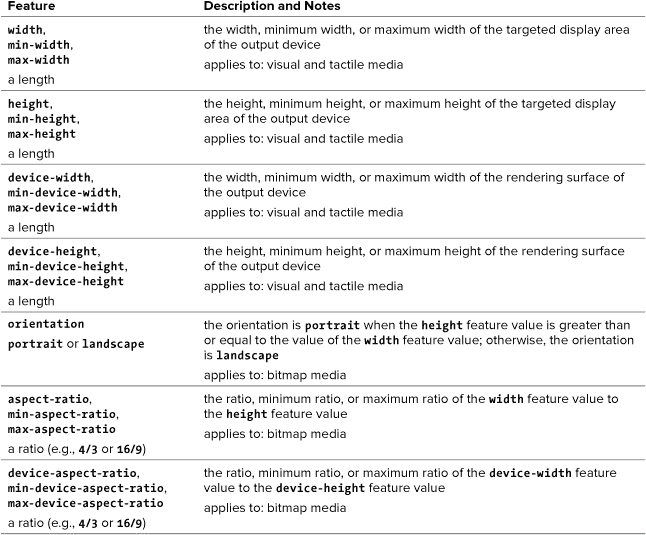 Feature Description and Notes
width,
min-width,
max-width
a length
the width, minimum width, or maximum width of the targeted display area
of the output device
applies to: visual and tactile media
height,
min-height,
max-height
a length
the height, minimum height, or maximum height of the targeted display
area of the output device
applies to: visual and tactile media
device-width,
min-device-width,
max-device-width
a length
the width, minimum width, or maximum width of the rendering surface of
the output device
applies to: visual and tactile media
device-height,
min-device-height,
max-device-height
a length
the height, minimum height, or maximum height of the rendering surface
of the output device
applies to: visual and tactile media
orientation
portrait or landscape
the orientation is portrait when the height feature value is greater than
or equal to the value of the width feature value; otherwise, the orientation
is landscape
applies to: bitmap media
aspect-ratio,
min-aspect-ratio,
max-aspect-ratio
a ratio (e.g., 4/3 or 16/9)
the ratio, minimum ratio, or maximum ratio of the width feature value to
the height feature value
applies to: bitmap media
device-aspect-ratio,
min-device-aspect-ratio,
max-device-aspect-ratio
a ratio (e.g., 4/3 or 16/9)
the ratio, minimum ratio, or maximum ratio of the device-width feature
value to the device-height feature value
applies to: bitmap media